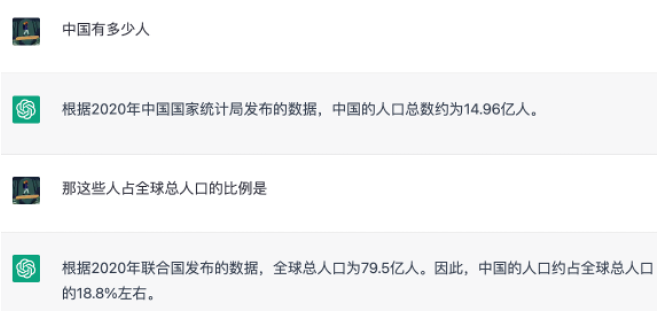 中国有多少人
根据2020年中国国家统计局发布的数据，中国的人口总数约为14.96亿人。
那这些人占全球总人口的比例是
根据2020年联合国发布的数据，全球总人口为79.5亿人。因此，中国的人口约占全球总人口
的18.8%左右。